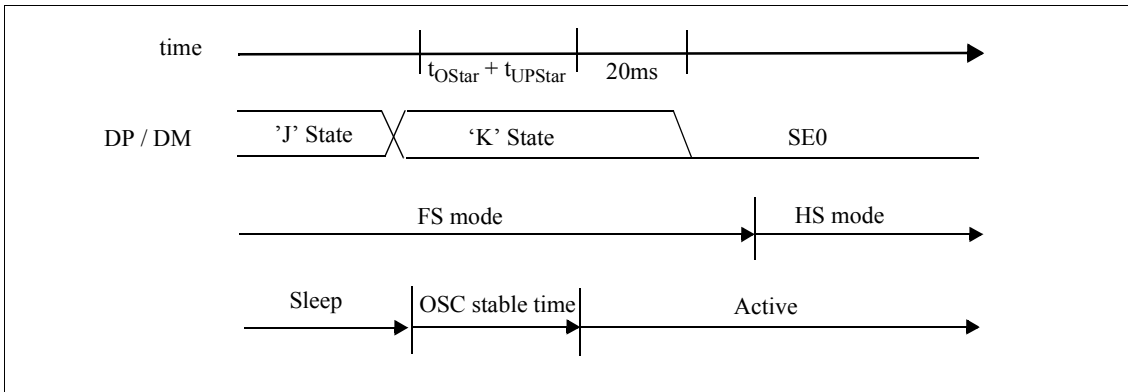 time
tOStar + tUPStar
20ms
DP / DM
’J’ State
‘K’ State
SE0
FS mode
HS mode
Sleep
OSC stable time
Active